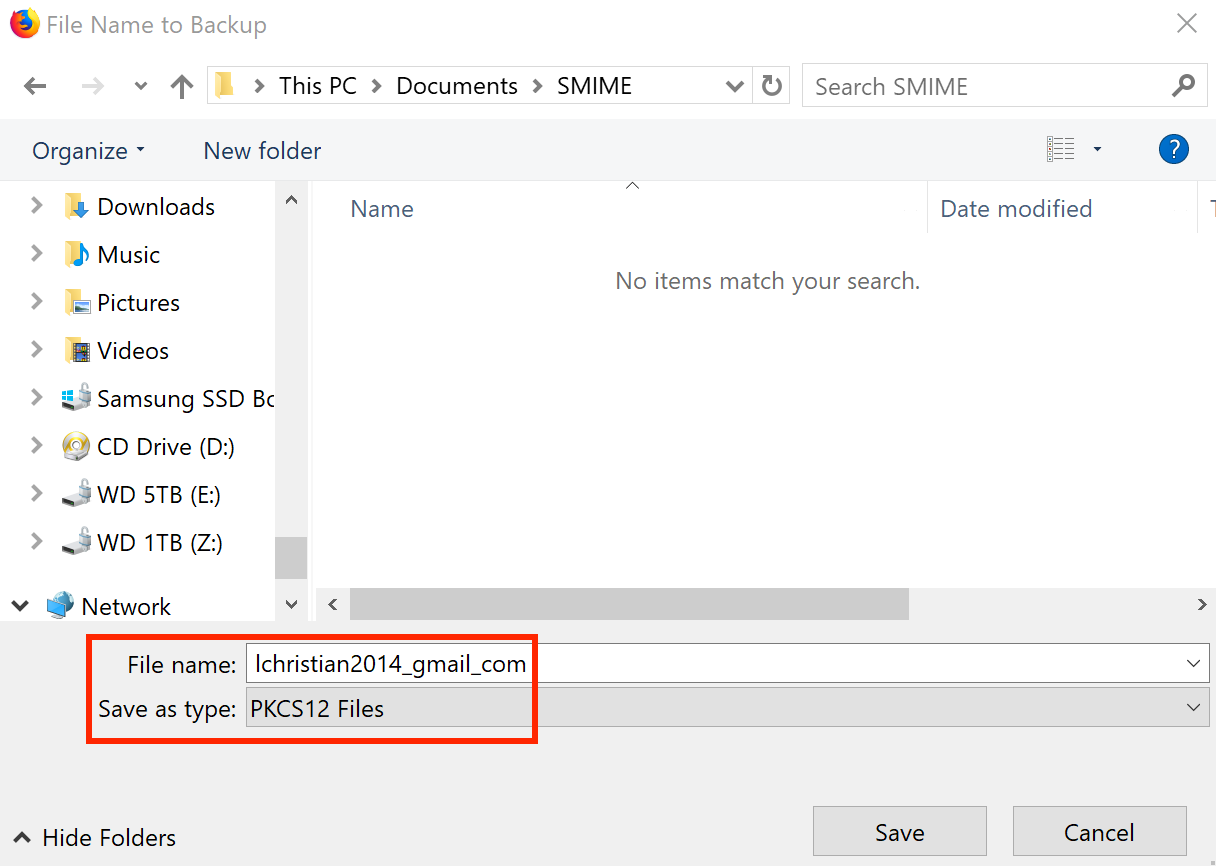 File Name to Backup
This PC > Documents > SMIME
Search SMIME
Organize
New folder
?
Name
Date modified
Downloads
Music
Pictures
Videos
Samsung SSD Bo
CD Drive (D:)
WD 5TB (E:)
WD 1TB (Z:)
Network
No items match your search.
File name: lchristian2014_gmail_com
Save as type: PKCS12 Files
Hide Folders
Save
Cancel